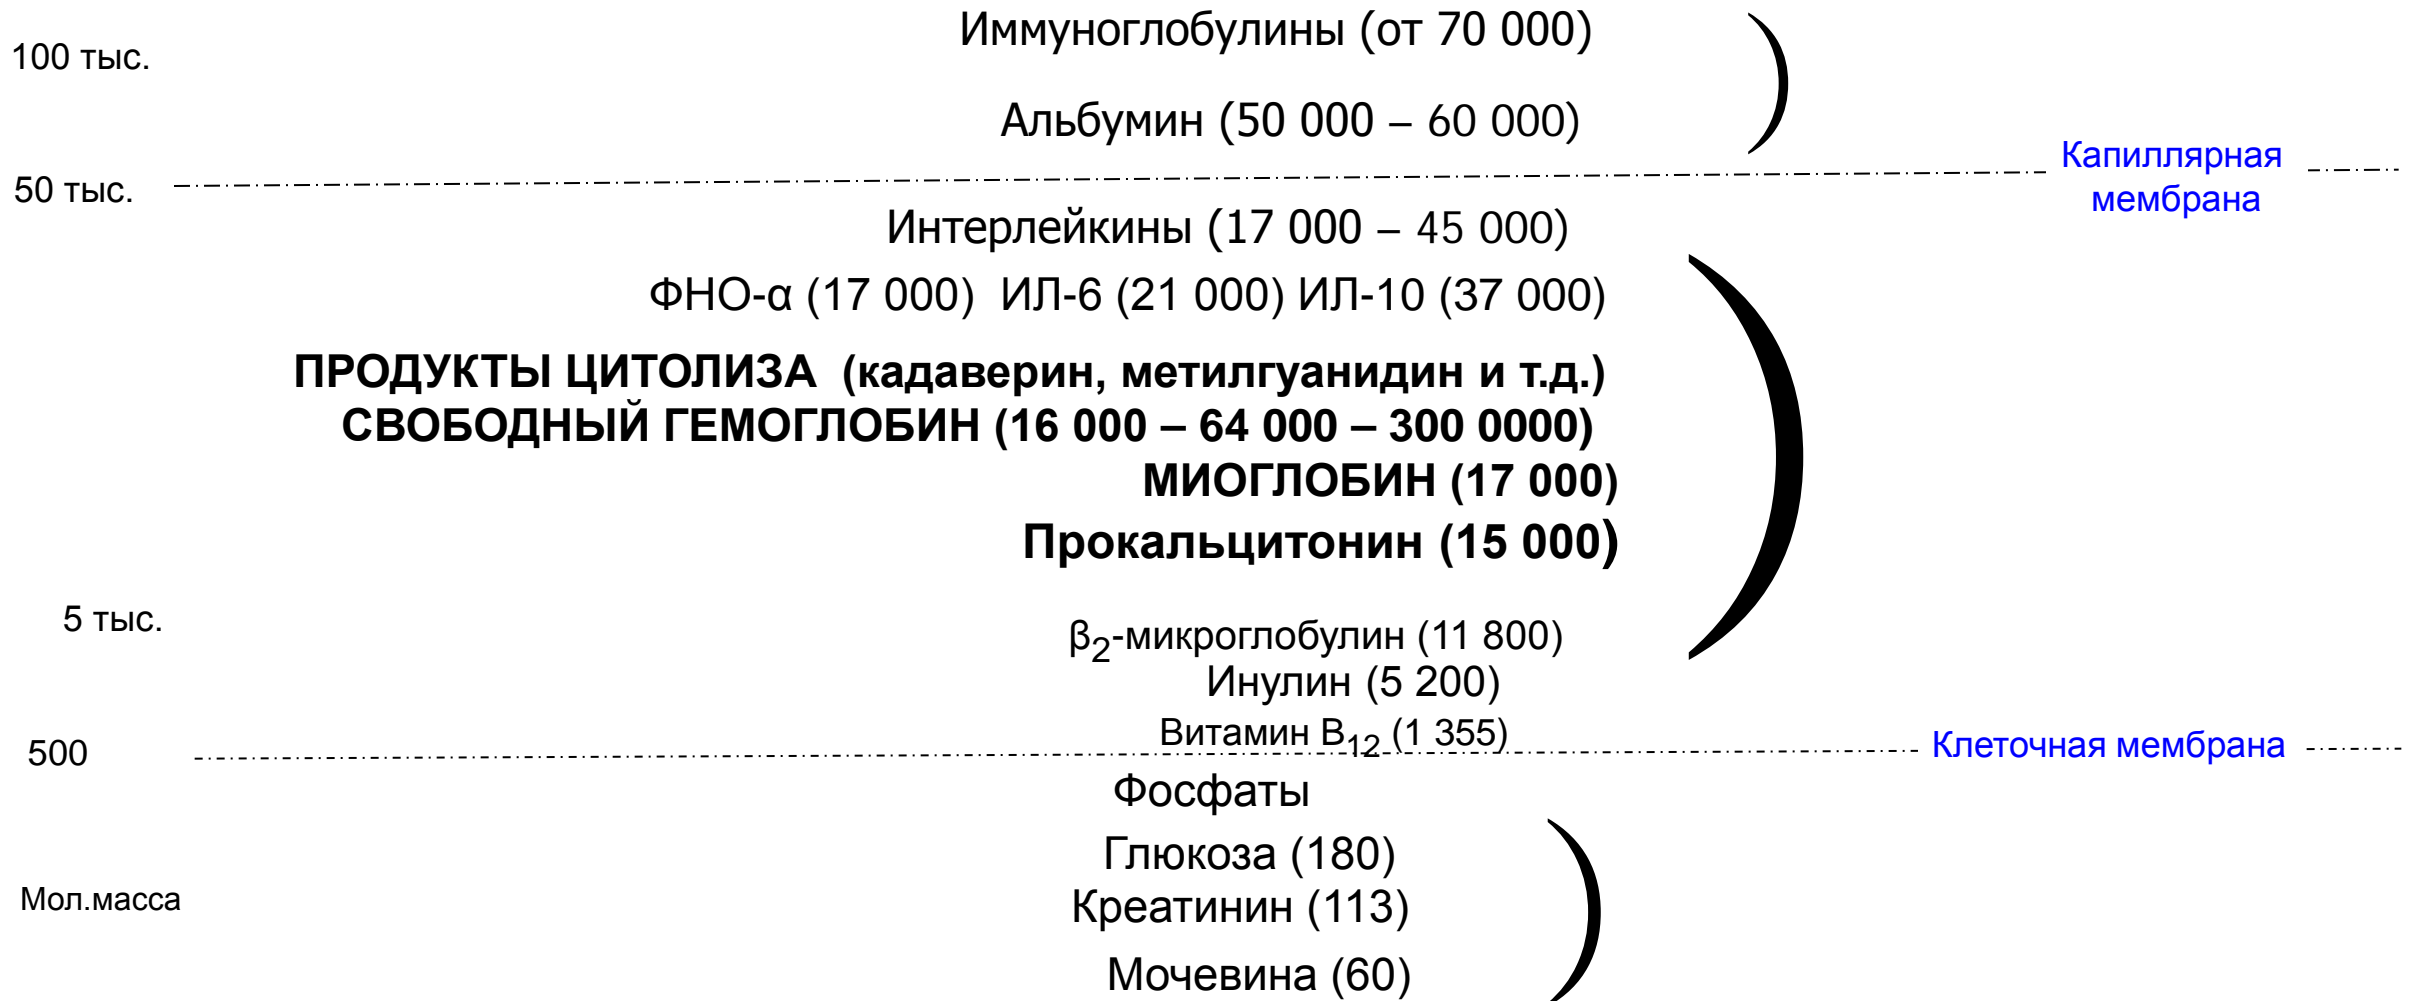 Иммуноглобулины (от 70 000)
100 тыс.
Альбумин (50 000 – 60 000)
Капиллярная
мембрана
50 тыс.
Интерлейкины (17 000 – 45 000)
ФНО-α (17 000) ИЛ-6 (21 000) ИЛ-10 (37 000)
ПРОДУКТЫ ЦИТОЛИЗА (кадаверин, метилгуанидин и т.д.)
СВОБОДНЫЙ ГЕМОГЛОБИН (16 000 – 64 000 – 300 0000)
МИОГЛОБИН (17 000)
Прокальцитонин (15 000)
5 тыс.
β2-микроглобулин (11 800)
Инулин (5 200)
Витамин B12 (1 355)
500
Клеточная мембрана
Фосфаты
Глюкоза (180)
Мол.масса
Креатинин (113)
Мочевина (60)